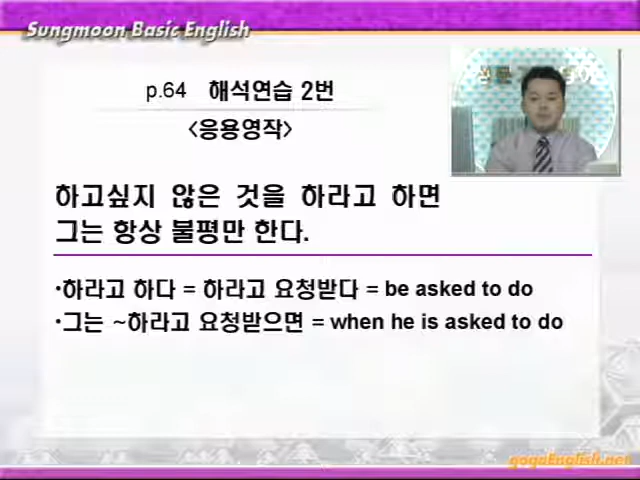 Sungmoon Basic English
p.64 해석연습 2번
<응용영작>
하고싶지 않은 것을 하라고 하면
그는 항상 불평만 한다.
•하라고 하다 = 하라고 요청받다 = be asked to do
•그는 ~하라고 요청받으면 = when he is asked to do
gogoEnglish.net